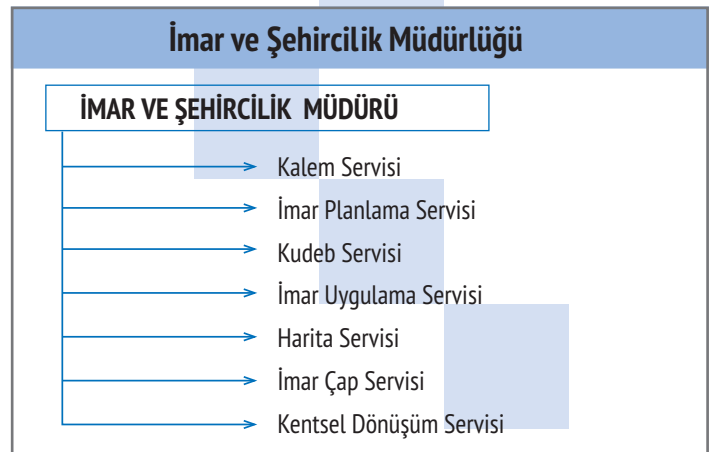 İmar ve Şehircilik Müdürlüğü
İMAR VE ŞEHİRCİLİK MÜDÜRÜ
Kalem Servisi
İmar Planlama Servisi
Kudeb Servisi
İmar Uygulama Servisi
Harita Servisi
İmar Çap Servisi
Kentsel Dönüşüm Servisi